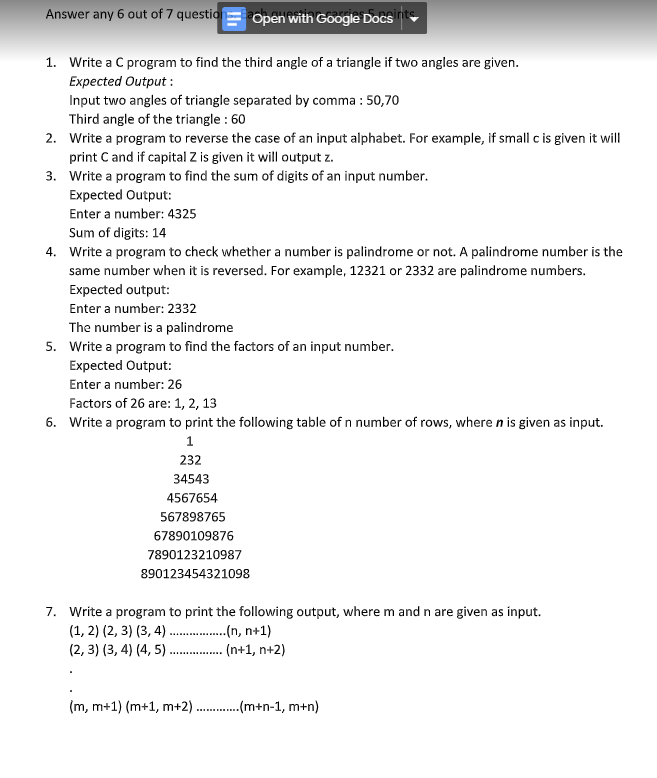 Answer any 6 out of 7
Open with Google Docs
1. Write a C program to find the third angle of a triangle if two angles are given.
Expected Output :
Input two angles of triangle separated by comma : 50,70
Third angle of the triangle : 60
2. Write a program to reverse the case of an input alphabet. For example, if small c is given it will
print C and if capital Z is given it will output z.
3. Write a program to find the sum of digits of an input number.
Expected Output:
Enter a number: 4325
Sum of digits: 14
4. Write a program to check whether a number is palindrome or not. A palindrome number is the
same number when it is reversed. For example, 12321 or 2332 are palindrome numbers.
Expected output:
Enter a number: 2332
The number is a palindrome
5. Write a program to find the factors of an input number.
Expected Output:
Enter a number: 26
Factors of 26 are: 1, 2, 13
6. Write a program to print the following table of n number of rows, where n is given as input.
1
232
34543
4567654
567898765
67890109876
7890123210987
890123454321098
7. Write a program to print the following output, where m and n are given as input.
(1, 2) (2, 3) (3, 4) ................(n, n+1)
(2, 3) (3, 4) (4, 5) ............... (n+1, n+2)
.
.
(m, m+1) (m+1, m+2) ............(m+n-1, m+n)